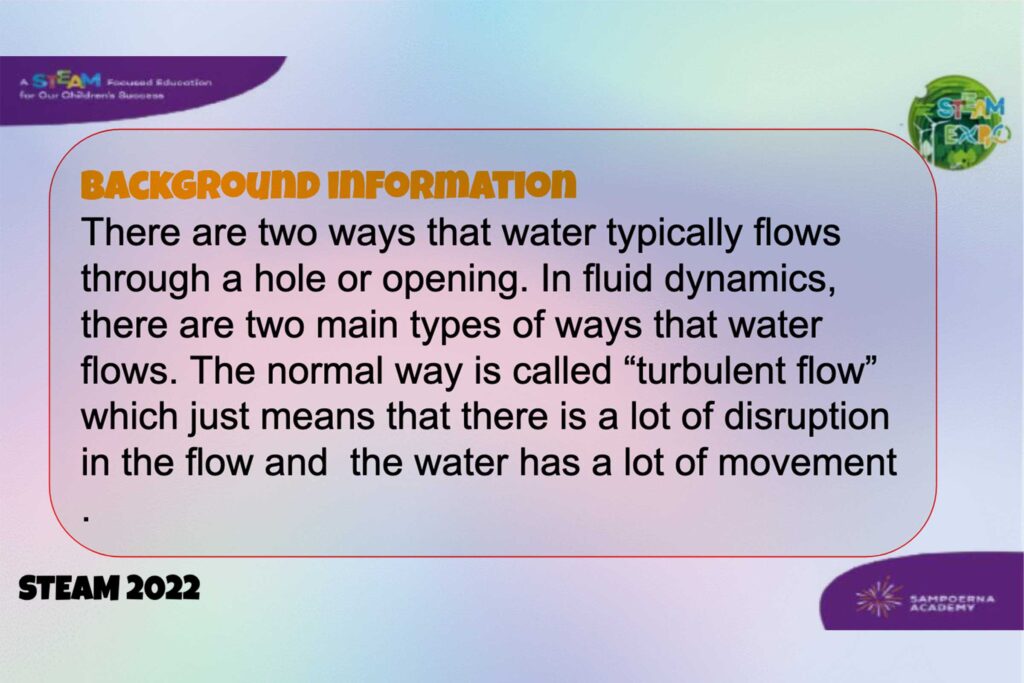 A STEAM Focused Education
for Our Children's Success
STEAM
EXPO
BACKGROUND INFORMATION
There are two ways that water typically flows
through a hole or opening. In fluid dynamics,
there are two main types of ways that water
flows. The normal way is called “turbulent flow”
which just means that there is a lot of disruption
in the flow and  the water has a lot of movement
.
STEAM 2022
SAMPOERNA
ACADEMY